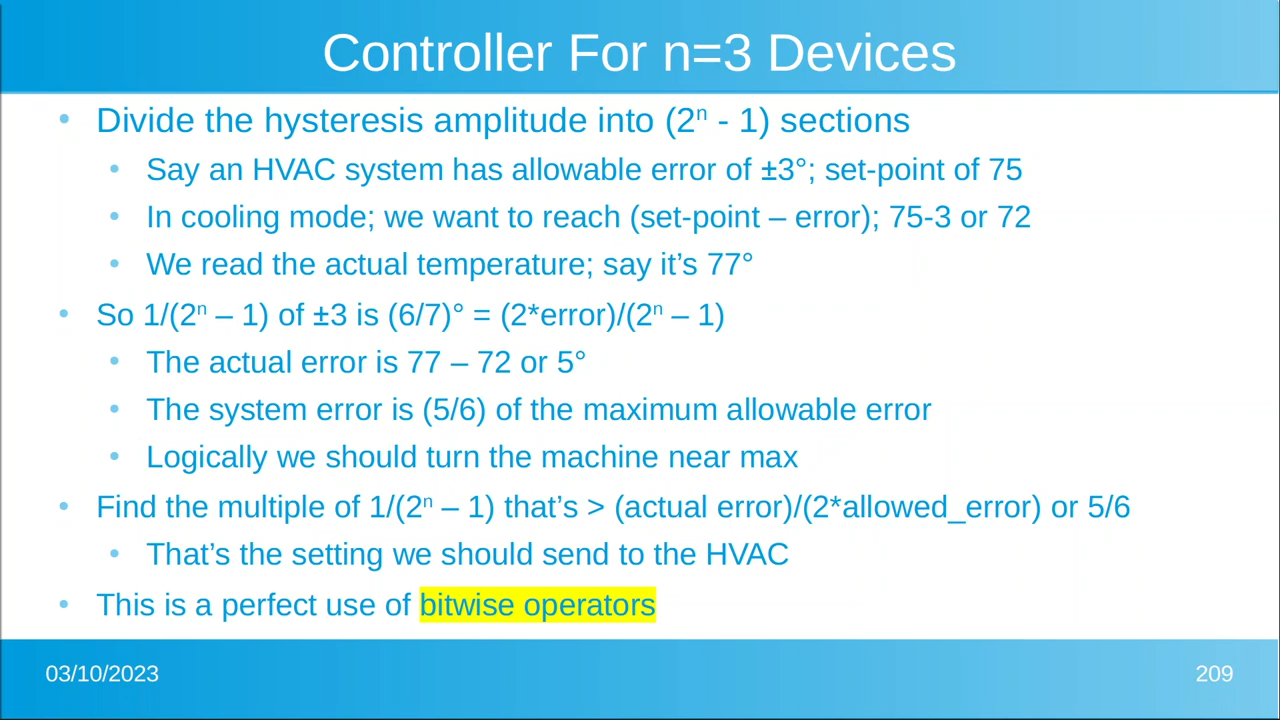 Controller For n=3 Devices
• Divide the hysteresis amplitude into (2ⁿ - 1) sections
• Say an HVAC system has allowable error of ±3°; set-point of 75
• In cooling mode; we want to reach (set-point – error); 75-3 or 72
• We read the actual temperature; say it’s 77°
• So 1/(2ⁿ – 1) of ±3 is (6/7)° = (2*error)/(2ⁿ – 1)
• The actual error is 77 – 72 or 5°
• The system error is (5/6) of the maximum allowable error
• Logically we should turn the machine near max
• Find the multiple of 1/(2ⁿ – 1) that’s > (actual error)/(2*allowed_error) or 5/6
• That’s the setting we should send to the HVAC
• This is a perfect use of bitwise operators
03/10/2023
209